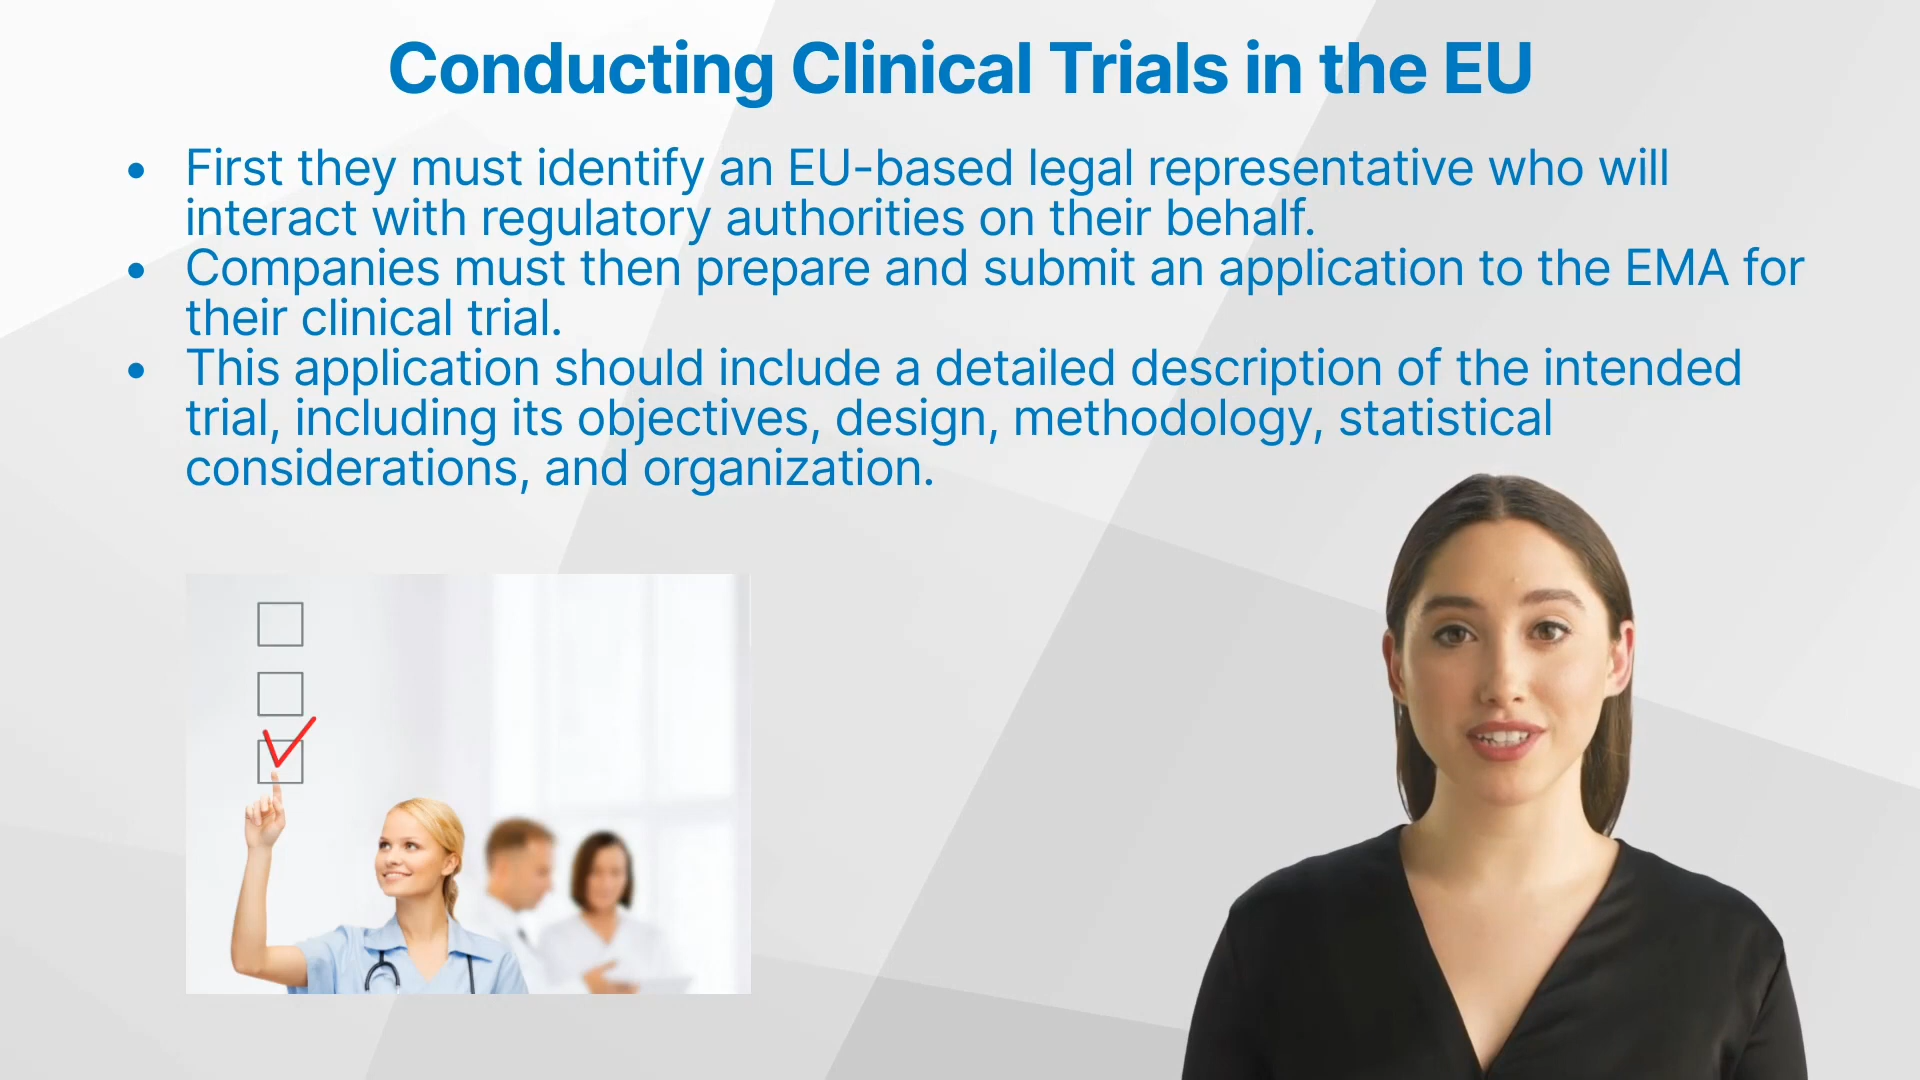 Conducting Clinical Trials in the EU
• First they must identify an EU-based legal representative who will
interact with regulatory authorities on their behalf.
• Companies must then prepare and submit an application to the EMA for
their clinical trial.
• This application should include a detailed description of the intended
trial, including its objectives, design, methodology, statistical
considerations, and organization.